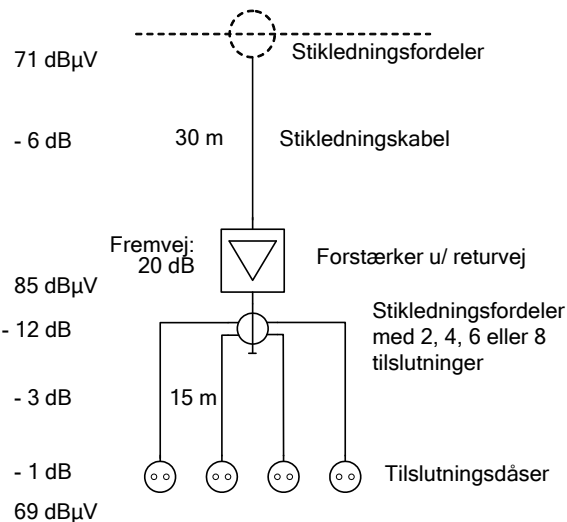 Stikledningsfordeler
71 dBµV
- 6 dB
30 m
Stikledningskabel
Fremvej:
20 dB
Forstærker u/ returvej
85 dBµV
Stikledningsfordeler
med 2, 4, 6 eller 8
tilslutninger
- 12 dB
- 3 dB
15 m
- 1 dB
Tilslutningsdåser
69 dBµV